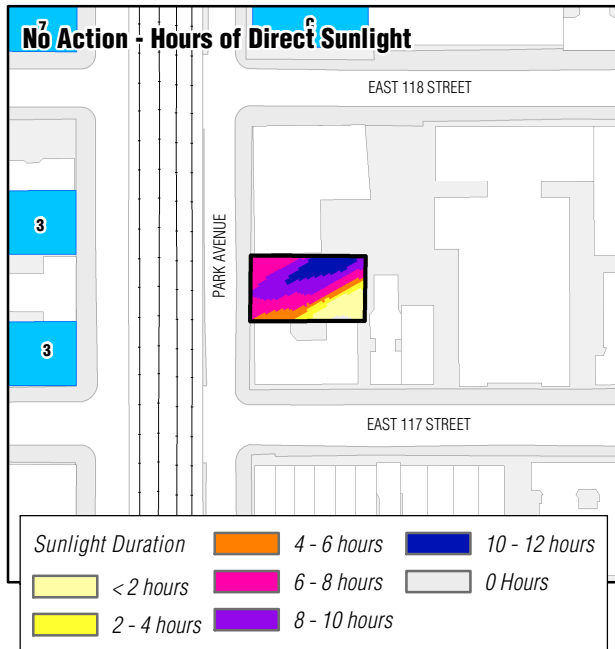 7
No Action - Hours of Direct Sunlight
EAST 118 STREET
3
PARK AVENUE
3
EAST 117 STREET
Sunlight Duration
< 2 hours
2 - 4 hours
4 - 6 hours
6 - 8 hours
8 - 10 hours
10 - 12 hours
0 Hours